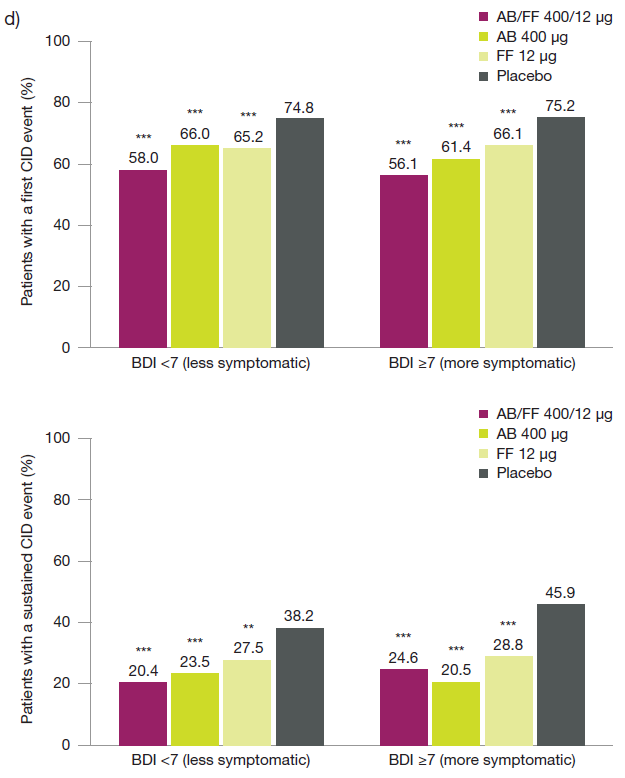 d)
AB/FF 400/12 µg
AB 400 µg
FF 12 µg
Placebo
Patients with a first CID event (%)
100
80
60
40
20
0
***
58.0
***
66.0
***
65.2
74.8
***
56.1
***
61.4
***
66.1
75.2
BDI <7 (less symptomatic)
BDI ≥7 (more symptomatic)
AB/FF 400/12 µg
AB 400 µg
FF 12 µg
Placebo
Patients with a sustained CID event (%)
100
80
60
40
20
0
***
20.4
***
23.5
**
27.5
38.2
***
24.6
***
20.5
***
28.8
45.9
BDI <7 (less symptomatic)
BDI ≥7 (more symptomatic)